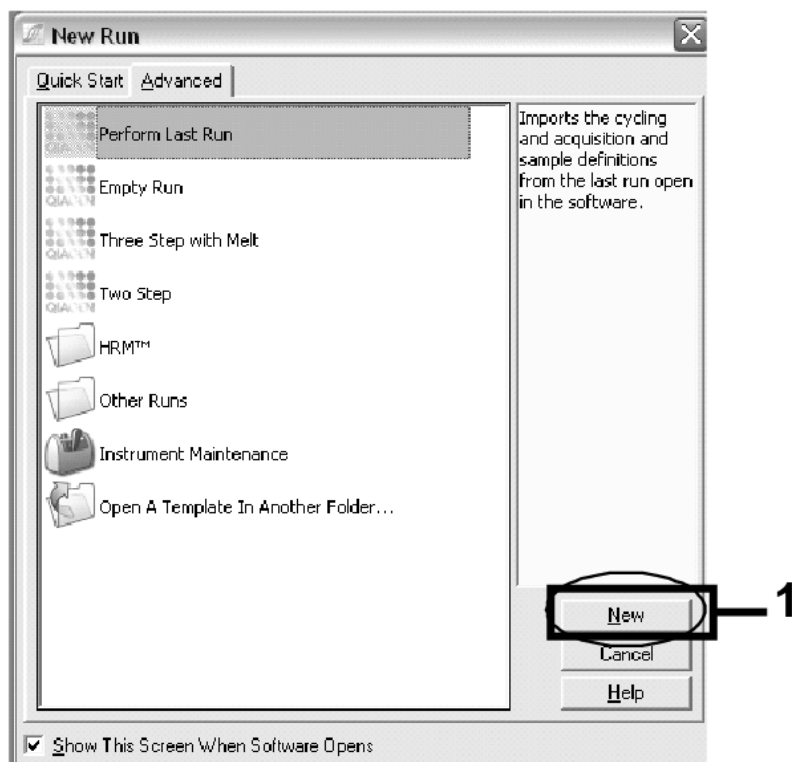 New Run
Quick Start Advanced
Perform Last Run
Empty Run
Three Step with Melt
Two Step
HRM™
Other Runs
Instrument Maintenance
Open A Template In Another Folder...
Imports the cycling
and acquisition and
sample definitions
from the last run open
in the software.
New
1
Cancel
Help
Show This Screen When Software Opens